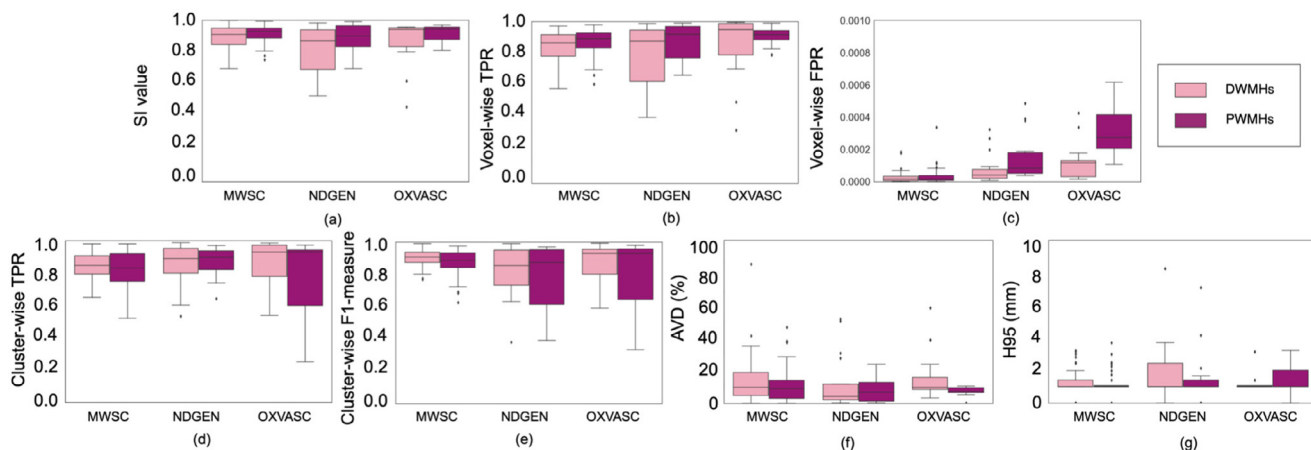 SI value
1.0
0.8
0.6
0.4
0.2
0.0
MWSC NDGEN OXVASC
(a)
Voxel-wise TPR
1.0
0.8
0.6
0.4
0.2
0.0
MWSC NDGEN OXVASC
(b)
Voxel-wise FPR
0.0010
0.0008
0.0006
0.0004
0.0002
0.0000
MWSC NDGEN OXVASC
(c)
DWMHs
PWMHs
Cluster-wise TPR
1.0
0.8
0.6
0.4
0.2
0.0
MWSC NDGEN OXVASC
(d)
Cluster-wise F1-measure
1.0
0.8
0.6
0.4
0.2
0.0
MWSC NDGEN OXVASC
(e)
AVD (%)
100
80
60
40
20
0
MWSC NDGEN OXVASC
(f)
H95 (mm)
10
8
6
4
2
0
MWSC NDGEN OXVASC
(g)